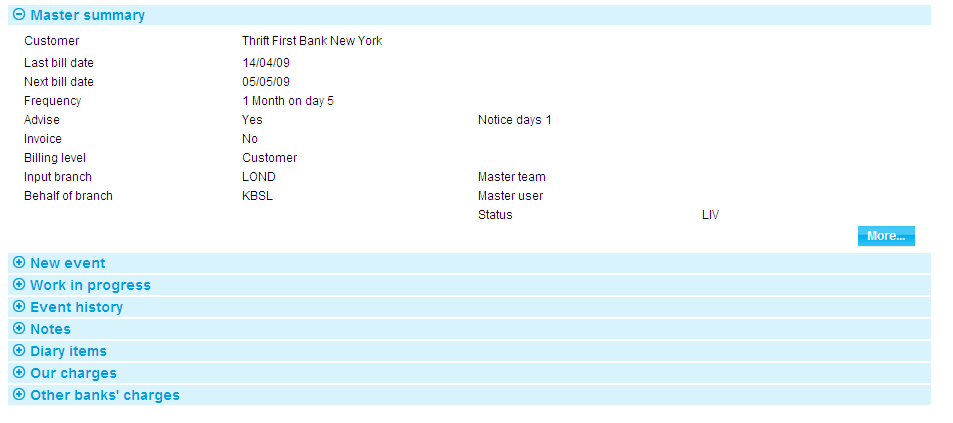 Master summary
Customer Thrift First Bank New York
Last bill date 14/04/09
Next bill date 05/05/09
Frequency 1 Month on day 5
Advise Yes Notice days 1
Invoice No
Billing level Customer
Input branch LOND Master team
Behalf of branch KBSL Master user
Status LIV
More...
New event
Work in progress
Event history
Notes
Diary items
Our charges
Other banks' charges